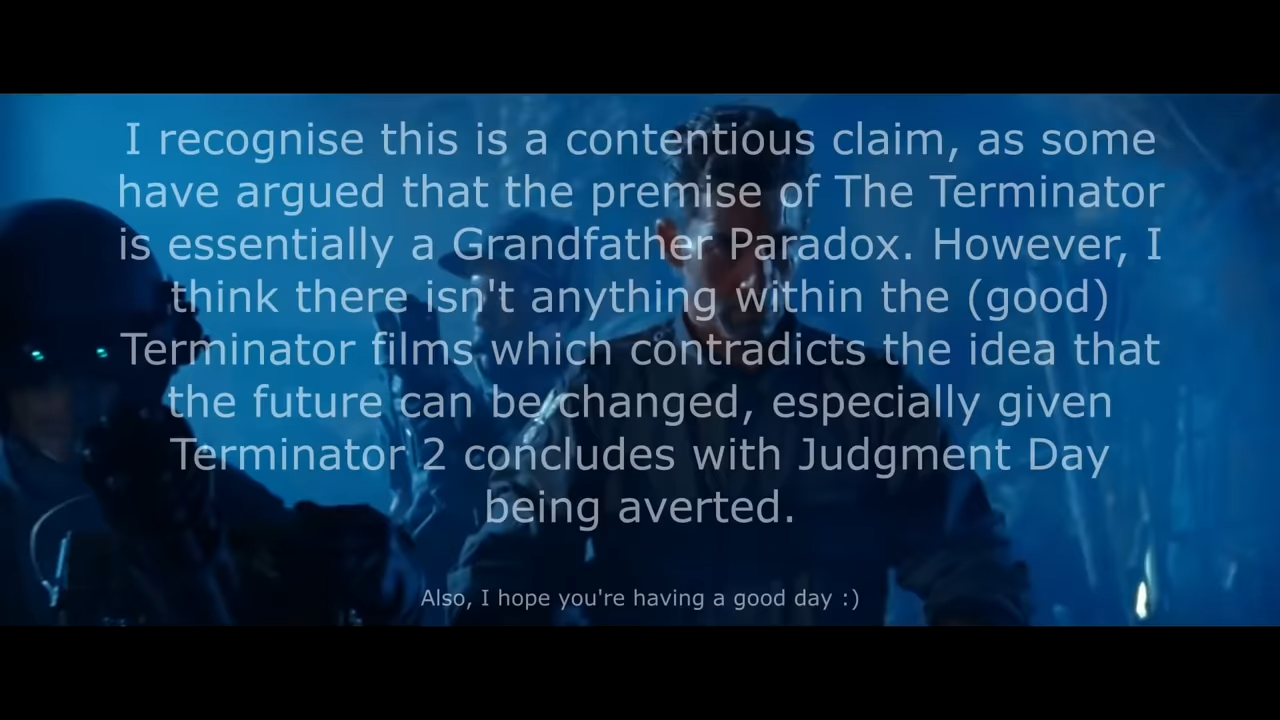 I recognise this is a contentious claim, as some
have argued that the premise of The Terminator
is essentially a Grandfather Paradox. However, I
think there isn't anything within the (good)
Terminator films which contradicts the idea that
the future can be changed, especially given
Terminator 2 concludes with Judgment Day
being averted.
Also, I hope you're having a good day :)